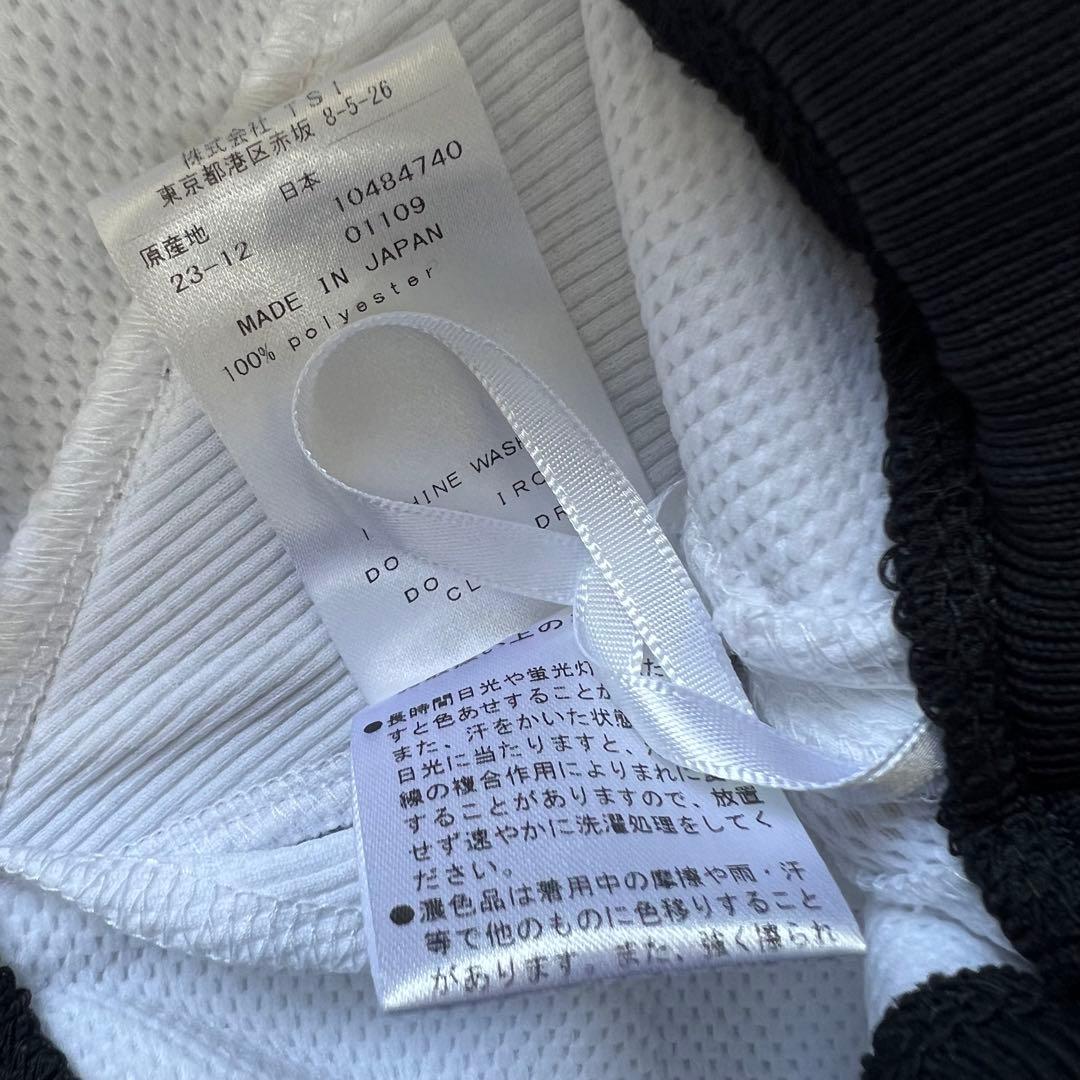 株式会社 TSI
東京都港区赤坂 8-5-26
原産地 日本
23-12 10484740
01109
MADE IN JAPAN
100% polyester
WASH
DO
DO
長時間日光や蛍光灯
すと色あせすることが
また、汗をかいた状態
日光に当たりますと、
線の複合作用によりまれに
することがありますので、放置
せず速やかに洗濯処理をしてく
ださい。
●濃色品は着用中の摩擦や雨・汗
等で他のものに色移りすること
があります。また、強く擦られ